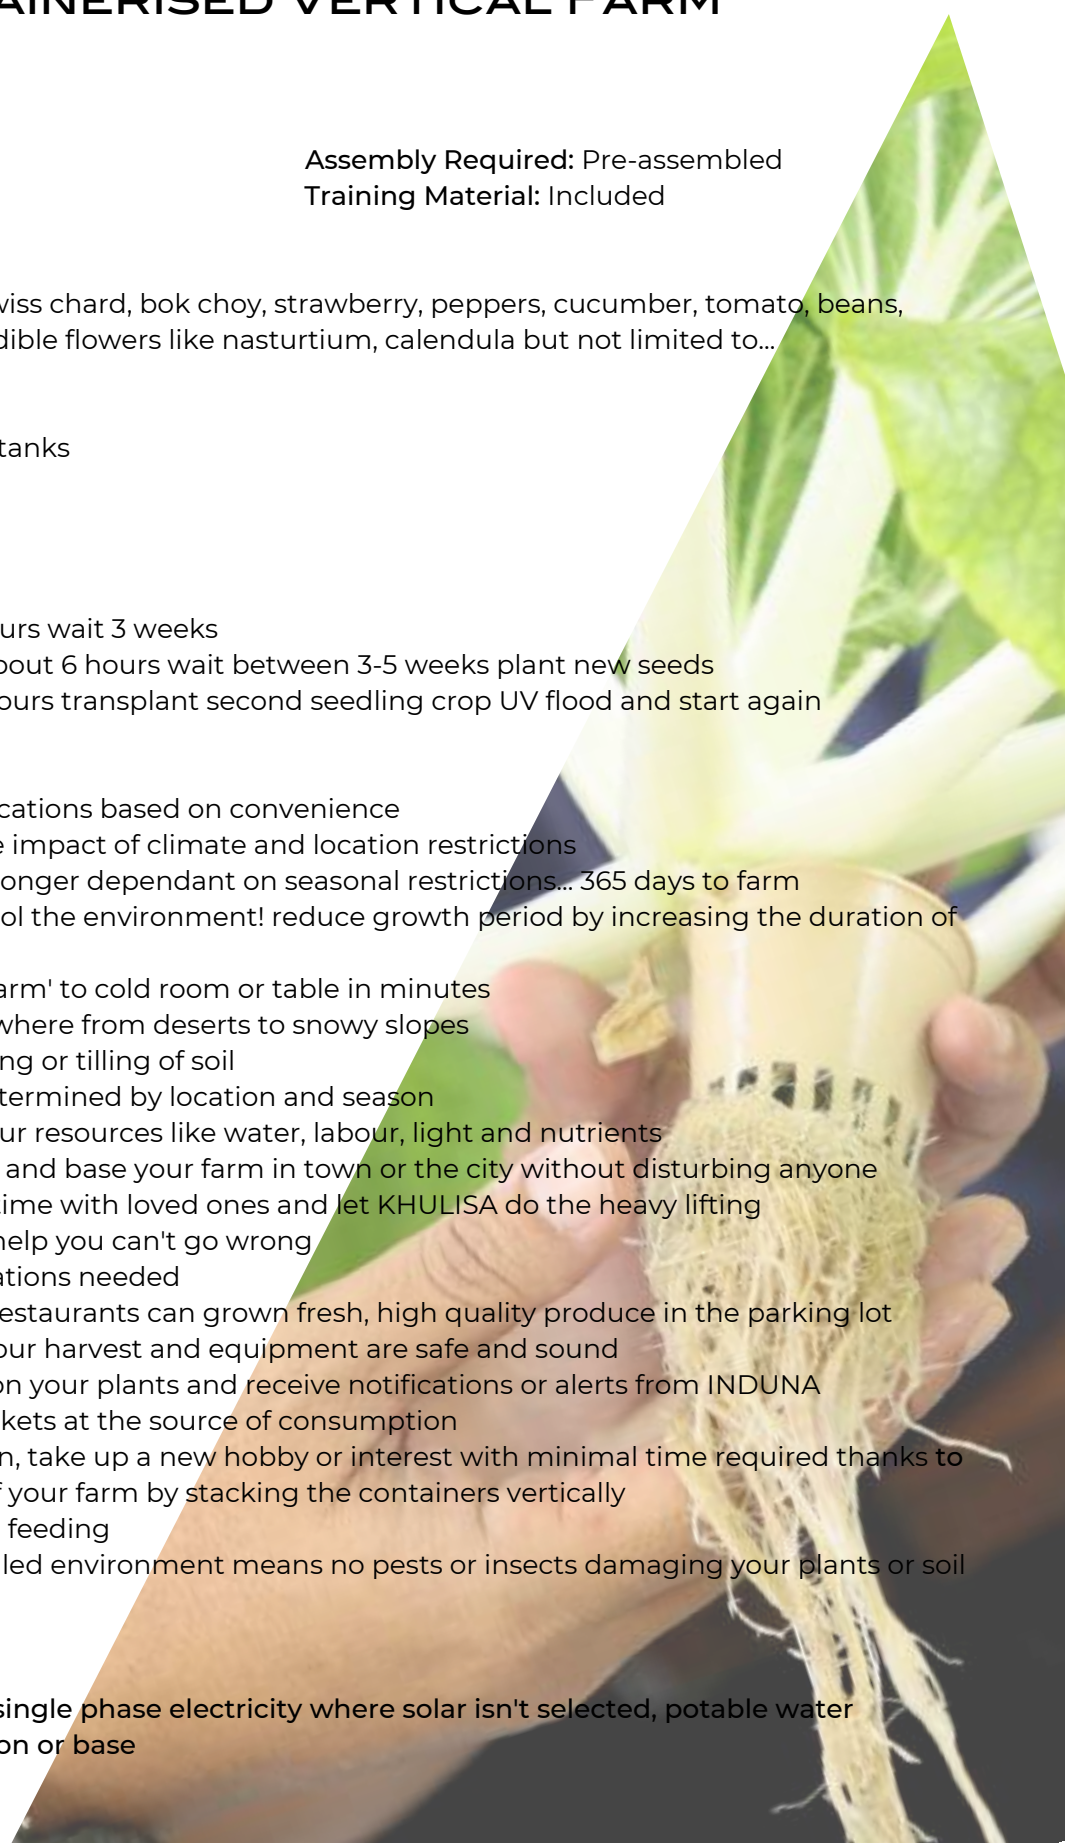 AINERISED VERTICAL FARM
Assembly Required: Pre-assembled
Training Material: Included
wiss chard, bok choy, strawberry, peppers, cucumber, tomato, beans,
dible flowers like nasturtium, calendula but not limited to...
tanks
urs wait 3 weeks
bout 6 hours wait between 3-5 weeks plant new seeds
ours transplant second seedling crop UV flood and start again
cations based on convenience
e impact of climate and location restrictions
onger dependant on seasonal restrictions... 365 days to farm
ol the environment! reduce growth period by increasing the duration of
arm' to cold room or table in minutes
where from deserts to snowy slopes
ng or tilling of soil
termined by location and season
ur resources like water, labour, light and nutrients
and base your farm in town or the city without disturbing anyone
time with loved ones and let KHULISA do the heavy lifting
help you can't go wrong
ations needed
estaurants can grown fresh, high quality produce in the parking lot
our harvest and equipment are safe and sound
on your plants and receive notifications or alerts from INDUNA
kets at the source of consumption
n, take up a new hobby or interest with minimal time required thanks to
f your farm by stacking the containers vertically
feeding
led environment means no pests or insects damaging your plants or soil
single phase electricity where solar isn't selected, potable water
on or base